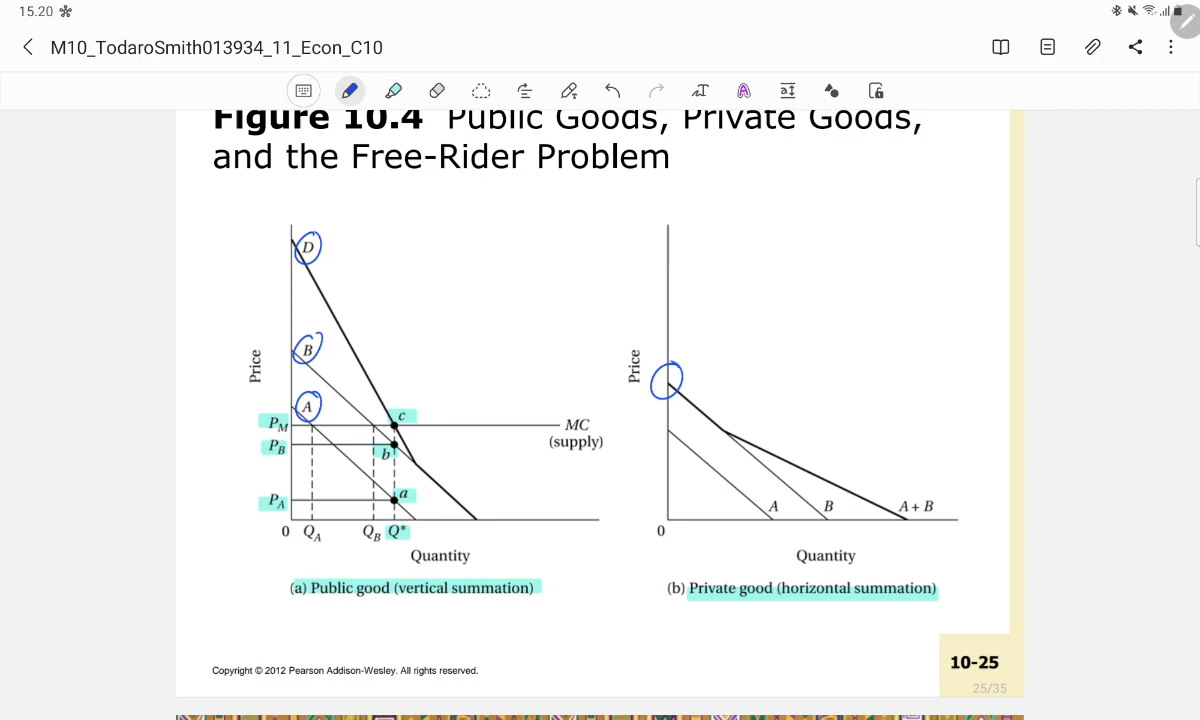 15.20
M10_TodaroSmith013934_11_Econ_C10
Figure 10.4 Public Goods, Private Goods,
and the Free-Rider Problem
D
B
A
Price
P_M
P_B
P_A
c
b
a
MC
(supply)
0 Q_A Q_B Q*
Quantity
(a) Public good (vertical summation)
Price
A B A + B
0
Quantity
(b) Private good (horizontal summation)
Copyright © 2012 Pearson Addison-Wesley. All rights reserved.
10-25
25/35